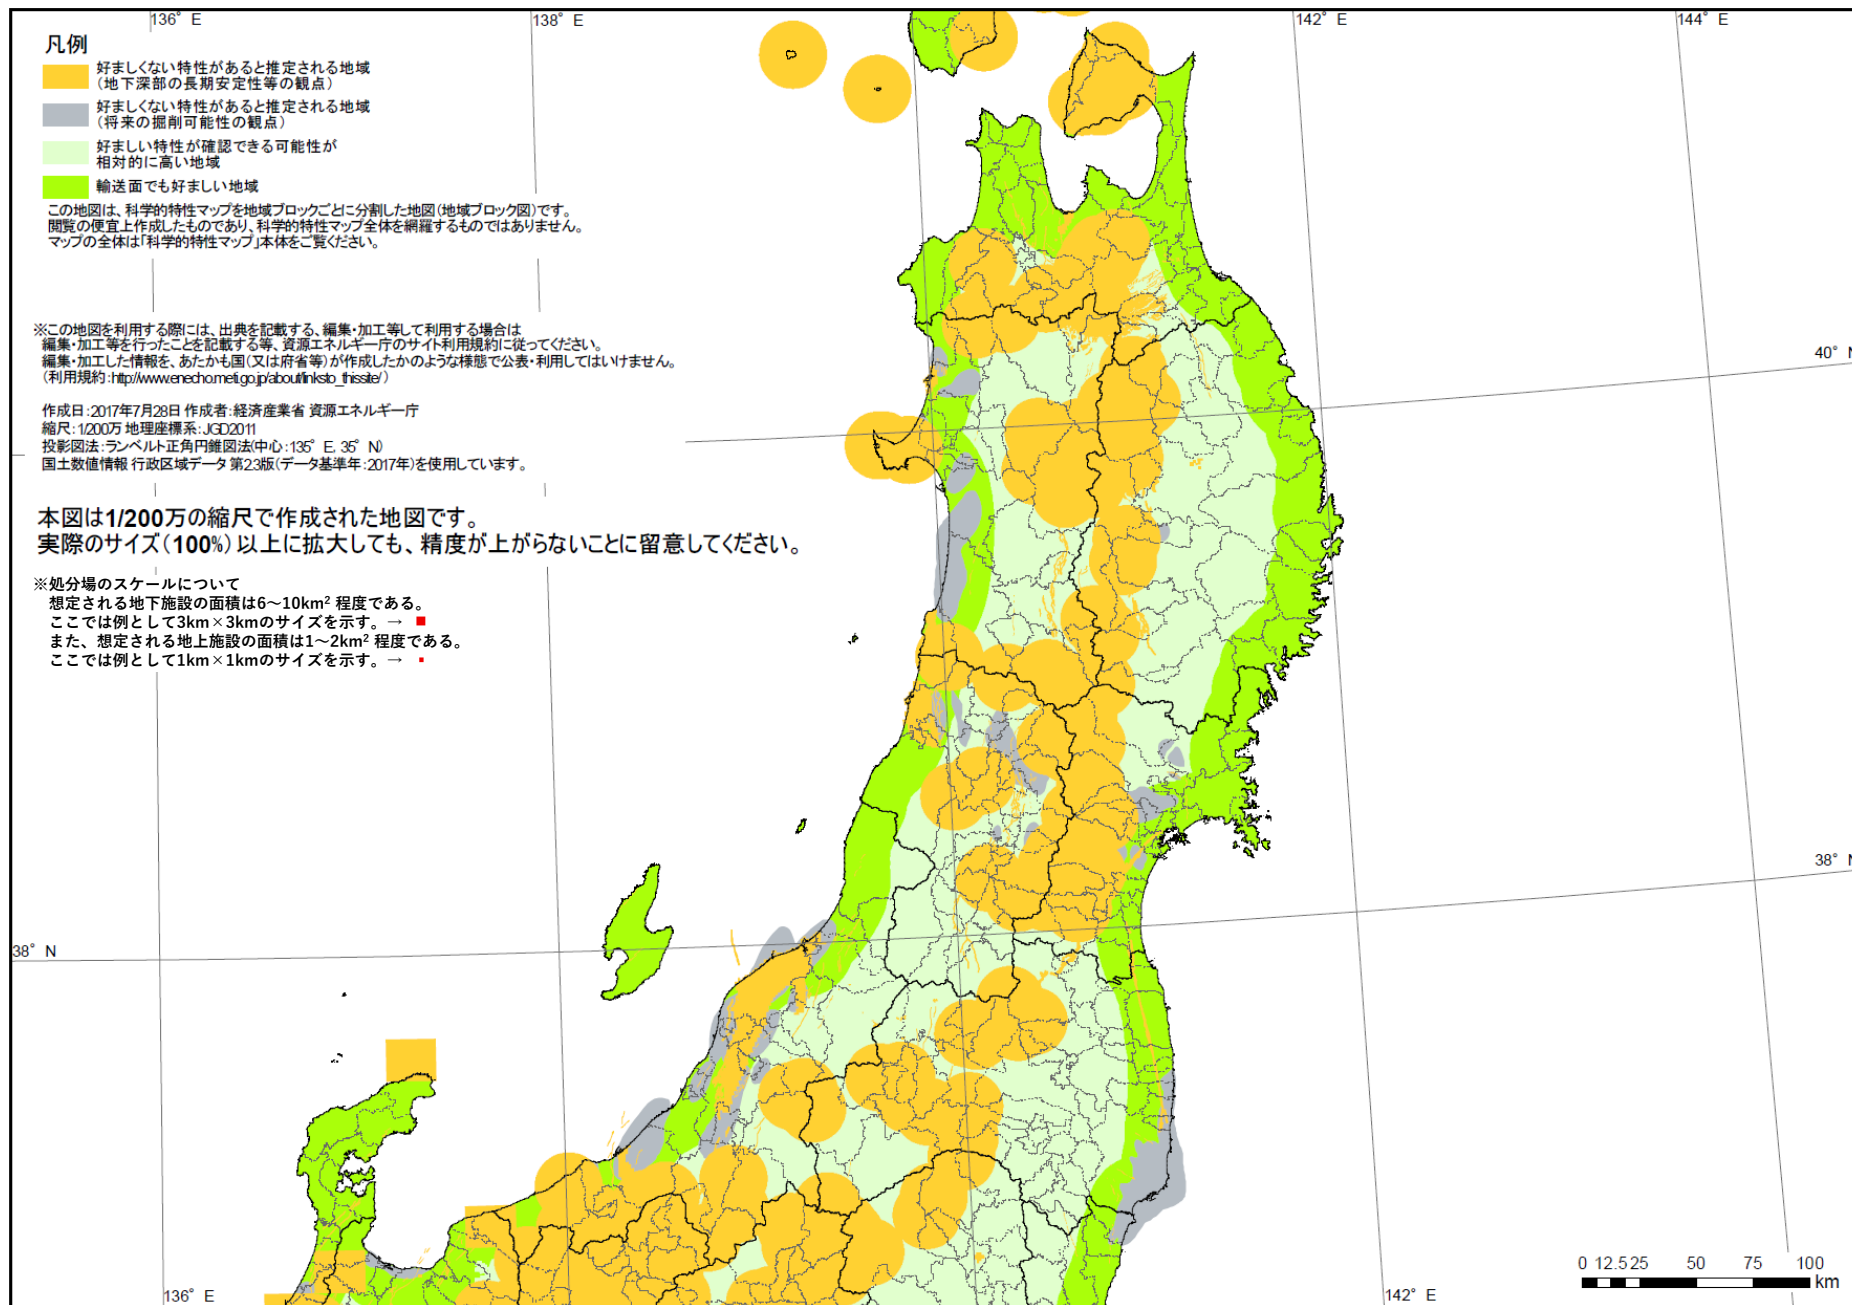 136° E
138° E
142° E
144° E
凡例
好ましくない特性があると推定される地域
（地下深部の長期安定性等の観点）
好ましくない特性があると推定される地域
（将来の掘削可能性の観点）
好ましい特性が確認できる可能性が
相対的に高い地域
輸送面でも好ましい地域
この地図は、科学的特性マップを地域ブロックごとに分割した地図（地域ブロック図）です。
閲覧の便宜上作成したものであり、科学的特性マップ全体を網羅するものではありません。
マップの全体は「科学的特性マップ」本体をご覧ください。
※この地図を利用する際には、出典を記載する、編集・加工等して利用する場合は
編集・加工等を行ったことを記載する等、資源エネルギー庁のサイト利用規約に従ってください。
編集・加工した情報を、あたかも国（又は府省等）が作成したかのような様態で公表・利用してはいけません。
（利用規約：http://www.enecho.meti.go.jp/about/linksto_thissite/）
40° N
作成日：2017年7月28日 作成者：経済産業省 資源エネルギー庁
縮尺：1/200万 地理座標系：JGD2011
投影図法：ランベルト正角円錐図法（中心：135° E, 35° N）
国土数値情報 行政区域データ 第2.3版（データ基準年：2017年）を使用しています。
本図は1/200万の縮尺で作成された地図です。
実際のサイズ（100%）以上に拡大しても、精度が上がらないことに留意してください。
※処分場のスケールについて
想定される地下施設の面積は6～10km² 程度である。
ここでは例として3km×3kmのサイズを示す。→
また、想定される地上施設の面積は1～2km² 程度である。
ここでは例として1km×1kmのサイズを示す。→
38° N
38° N
0 12.5 25 50 75 100
km
136° E
142° E